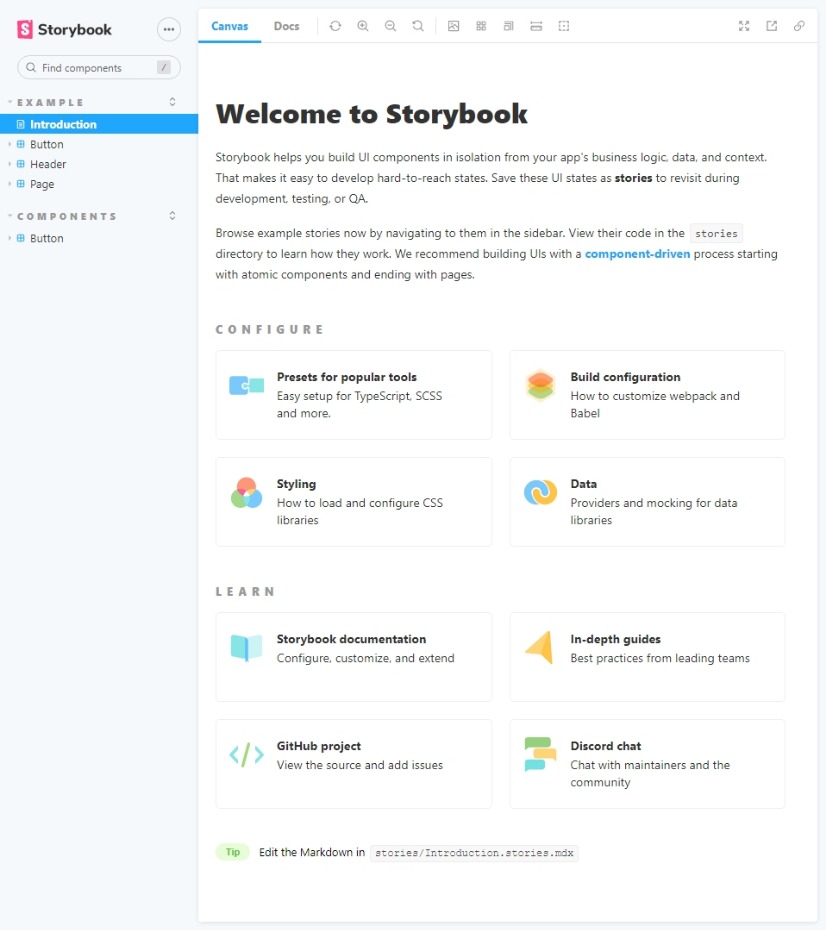 Storybook
Find components
/
EXAMPLE
Introduction
Button
Header
Page
COMPONENTS
Button
Canvas
Docs
Welcome to Storybook
Storybook helps you build UI components in isolation from your app's business logic, data, and context.
That makes it easy to develop hard-to-reach states. Save these UI states as stories to revisit during
development, testing, or QA.
Browse example stories now by navigating to them in the sidebar. View their code in the stories
directory to learn how they work. We recommend building UIs with a component-driven process starting
with atomic components and ending with pages.
CONFIGURE
Presets for popular tools
Easy setup for TypeScript, SCSS
and more.
Build configuration
How to customize webpack and
Babel
Styling
How to load and configure CSS
libraries
Data
Providers and mocking for data
libraries
LEARN
Storybook documentation
Configure, customize, and extend
In-depth guides
Best practices from leading teams
GitHub project
View the source and add issues
Discord chat
Chat with maintainers and the
community
Tip Edit the Markdown in stories/Introduction.stories.mdx